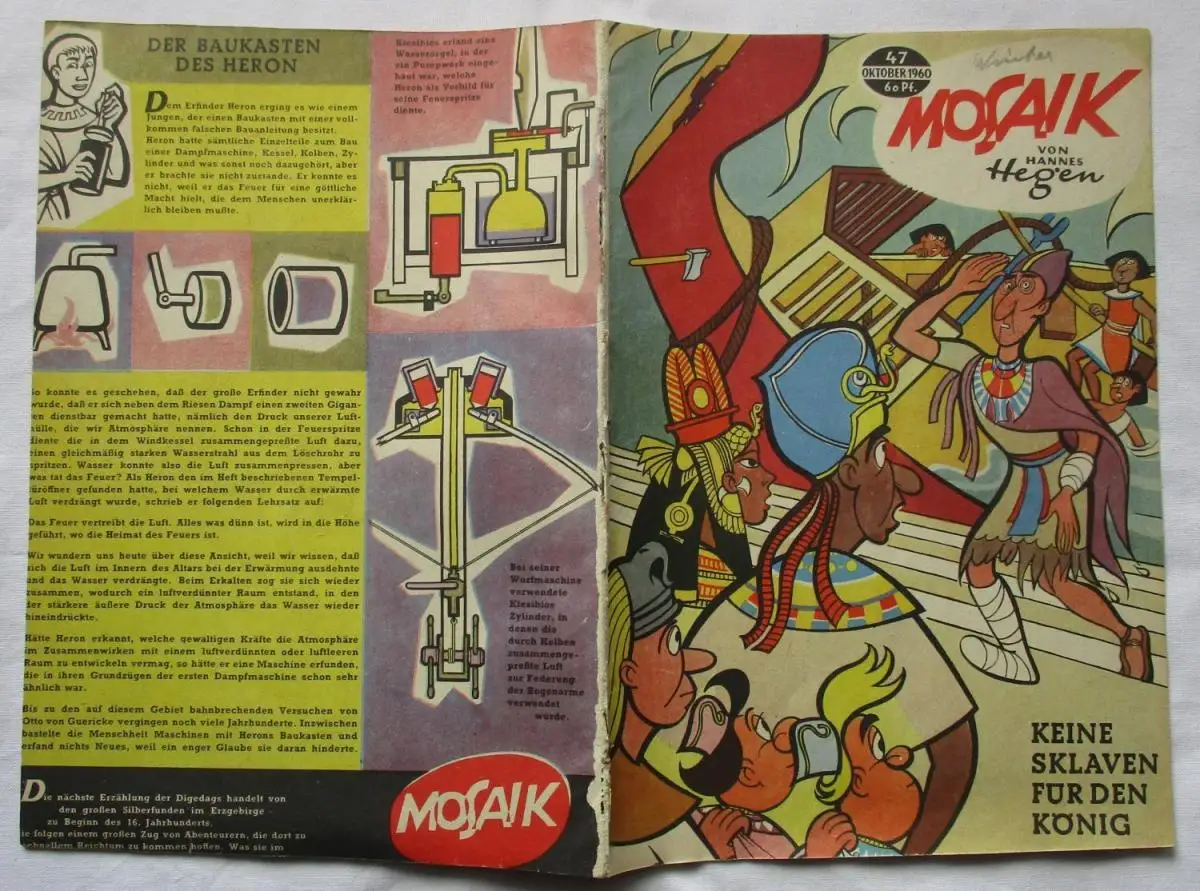 DER BAUKASTEN
DES HERON
Dem Erfinder Heron erging es wie einem
Jungen, der einen Baukasten mit einer voll-
kommen falschen Bauanleitung besitzt.
Heron hatte sämtliche Einzelteile zum Bau
einer Dampfmaschine, Kessel, Kolben, Zy-
linder und was sonst noch dazugehört, aber
er brachte sie nicht zustande. Er konnte es
nicht, weil er das Feuer für eine göttliche
Macht hielt, die dem Menschen unerklär-
lich bleiben mußte.
So konnte es geschehen, daß der große Erfinder nicht gewahr
wurde, daß er sich neben dem Riesen Dampf einen zweiten Gigan-
ten dienstbar gemacht hatte, nämlich den Druck unserer Luft-
hülle, die wir Atmosphäre nennen. Schon in der Feuerspritze
diente die in dem Windkessel zusammengepreßte Luft dazu,
einen gleichmäßig starken Wasserstrahl aus dem Löschrohr zu
spritzen. Wasser konnte also die Luft zusammenpressen, aber
was tat das Feuer? Als Heron den im Heft beschriebenen Tempel-
türöffner gefunden hatte, bei welchem Wasser durch erwärmte
Luft verdrängt wurde, schrieb er folgenden Lehrsatz auf:
Das Feuer vertreibt die Luft. Alles was dünn ist, wird in die Höhe
geführt, wo die Heimat des Feuers ist.
Wir wundern uns heute über diese Ansicht, weil wir wissen, daß
sich die Luft im Innern des Altars bei der Erwärmung ausdehnte
und das Wasser verdrängte. Beim Erkalten zog sie sich wieder
zusammen, wodurch ein luftverdünnter Raum entstand, in den
der stärkere äußere Druck der Atmosphäre das Wasser wieder
hineindrückte.
Hätte Heron erkannt, welche gewaltigen Kräfte die Atmosphäre
im Zusammenwirken mit einem luftverdünnten oder luftleeren
Raum zu entwickeln vermag, so hätte er eine Maschine erfunden,
die in ihren Grundzügen der ersten Dampfmaschine schon sehr
ähnlich war.
Bis zu den auf diesem Gebiet bahnbrechenden Versuchen von
Otto von Guericke vergingen noch viele Jahrhunderte. Inzwischen
bastelte die Menschheit Maschinen mit Herons Baukasten und
erfand nichts Neues, weil ein enger Glaube sie daran hinderte.
Die nächste Erzählung der Digedags handelt von
den großen Silberfunden im Erzgebirge
zu Beginn des 16. Jahrhunderts.
sie folgen einem großen Zug von Abenteurern, die dort zu
schnellem Reichtum zu kommen hoffen. Was sie im
Ktesibios erfand eine
Wasserorgel, in der
ein Pumpwerk einge-
baut war, welche
Heron als Vorbild für
seine Feuerspritze
diente.
Bei seiner
Wurfmaschine
verwendete
Ktesibios
Zylinder, in
denen die
durch Kolben
zusammenge-
preßte Luft
zur Federung
der Bogenarme
verwendet
wurde.
MOSAIK
47
OKTOBER 1960
60 Pf.
MOSAIK
VON
HANNES
Hegen
KEINE
SKLAVEN
FÜR DEN
KÖNIG